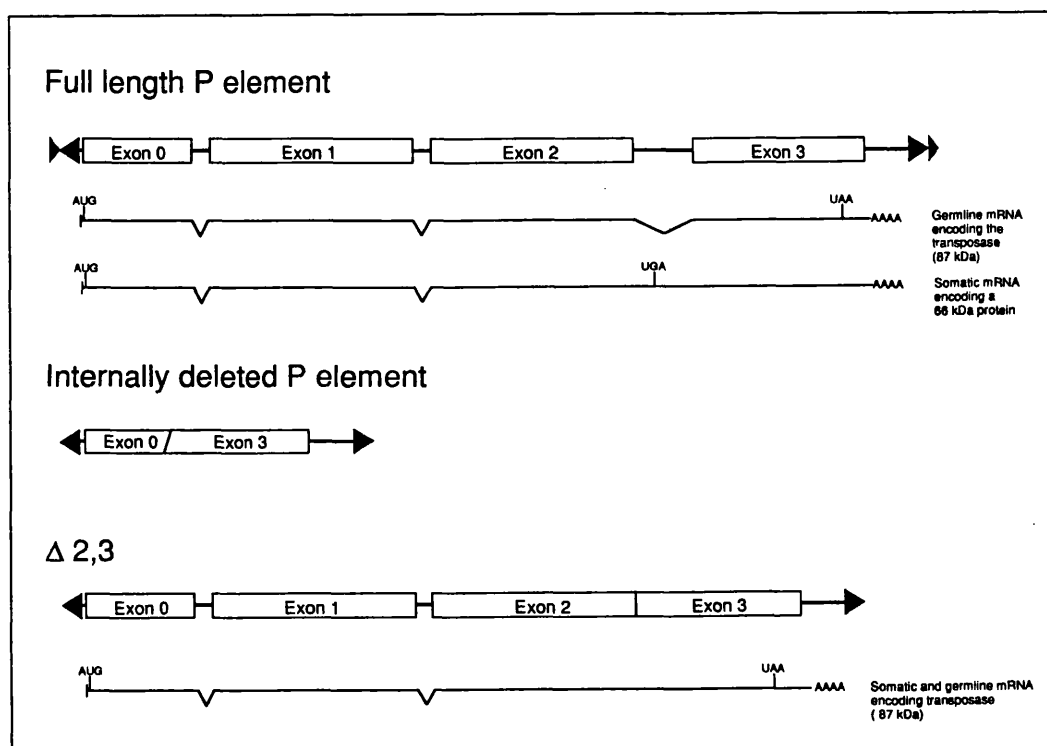 Full length P element
Exon 0 Exon 1 Exon 2 Exon 3
AUG UAA
AAAA
Germline mRNA
encoding the
transposase
(87 kDa)
AUG UGA
AAAA
Somatic mRNA
encoding a
66 kDa protein
Internally deleted P element
Exon 0 Exon 3
Δ 2,3
Exon 0 Exon 1 Exon 2 Exon 3
AUG UAA
AAAA
Somatic and germline mRNA
encoding transposase
( 87 kDa)